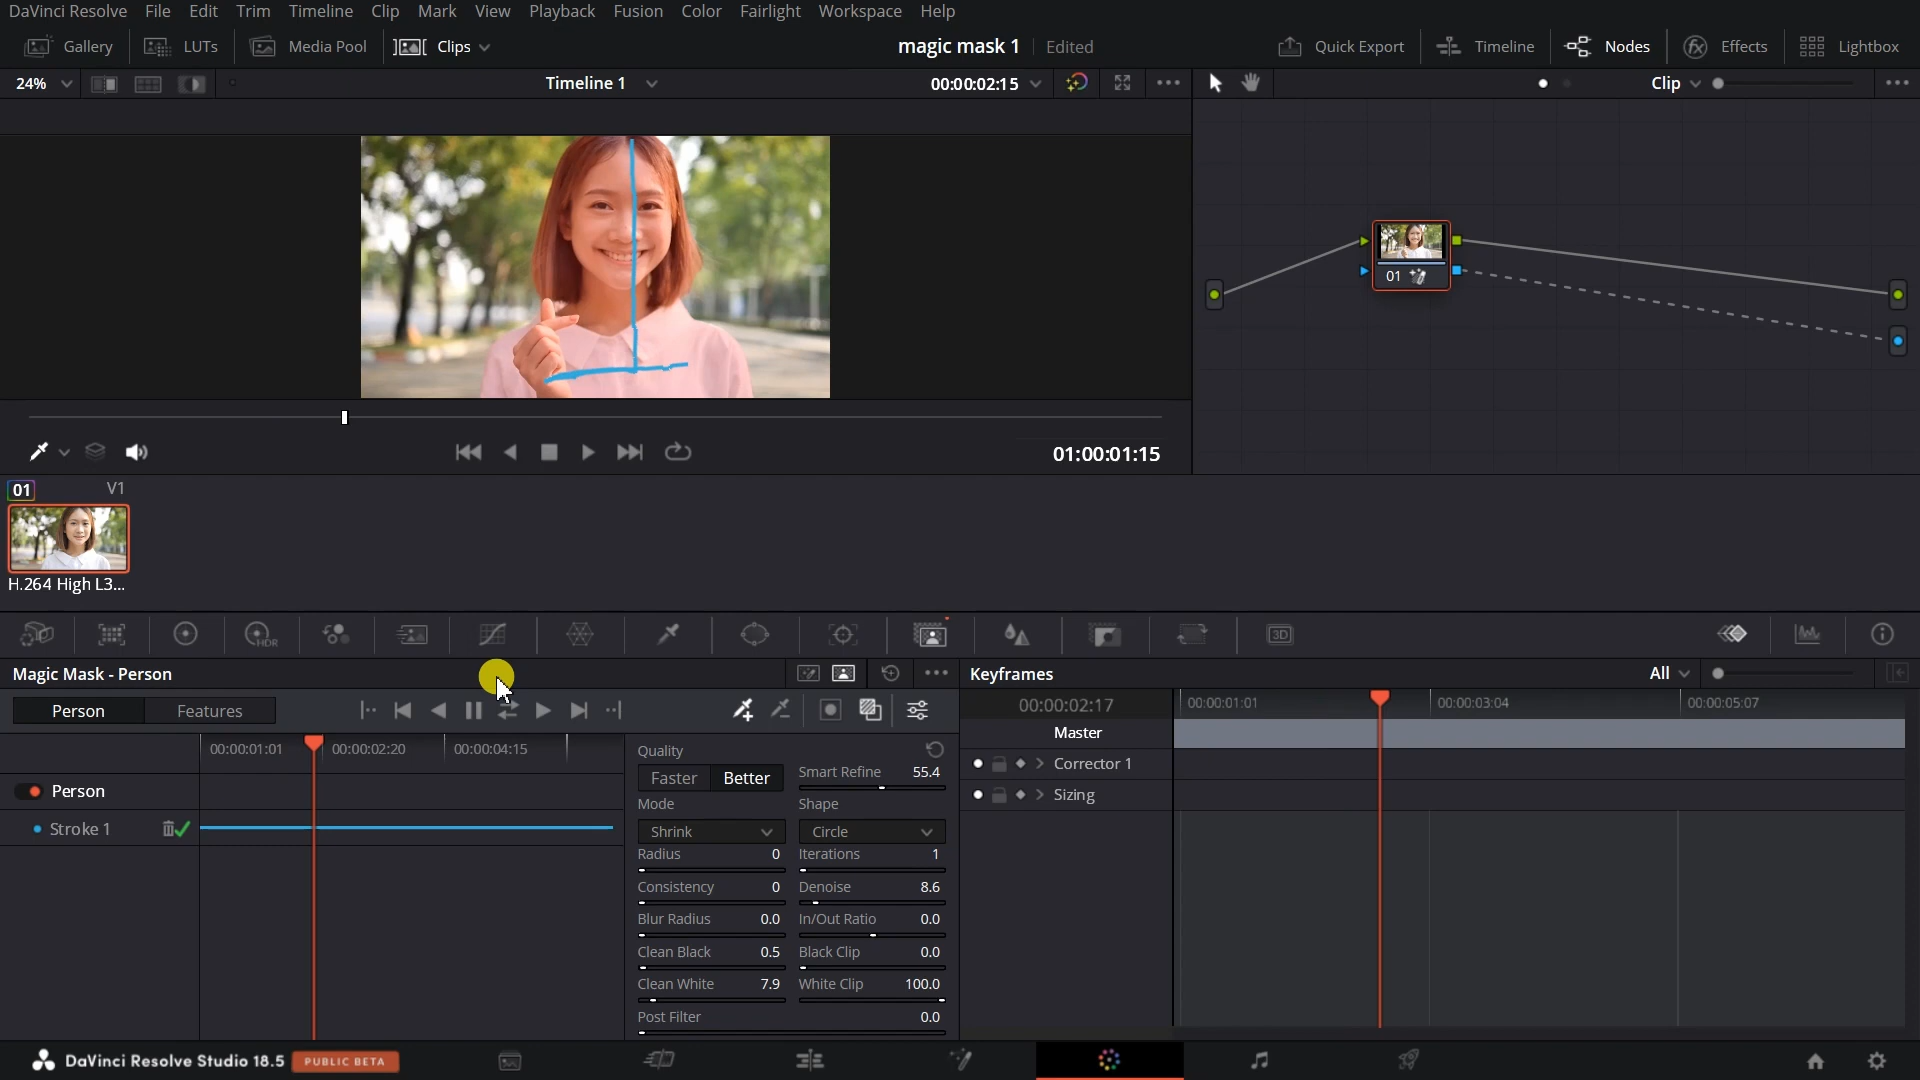 DaVinci Resolve File Edit Trim Timeline Clip Mark View Playback Fusion Color Fairlight Workspace Help
Gallery LUTs Media Pool Clips magic mask 1 Edited Quick Export Timeline Nodes Effects Lightbox
24% Timeline 1 00:00:02:15 Clip
01
01:00:01:15
01 V1
H.264 High L3...
HDR 3D
Magic Mask - Person Keyframes All
Person Features 00:00:02:17 00:00:01:01 00:00:03:04 00:00:05:07
Master
00:00:01:01 00:00:02:20 00:00:04:15 Quality
Faster Better Smart Refine 55.4 Corrector 1
Person Mode Shape Sizing
Stroke 1 Shrink Circle
Radius 0 Iterations 1
Consistency 0 Denoise 8.6
Blur Radius 0.0 In/Out Ratio 0.0
Clean Black 0.5 Black Clip 0.0
Clean White 7.9 White Clip 100.0
Post Filter 0.0
DaVinci Resolve Studio 18.5 PUBLIC BETA